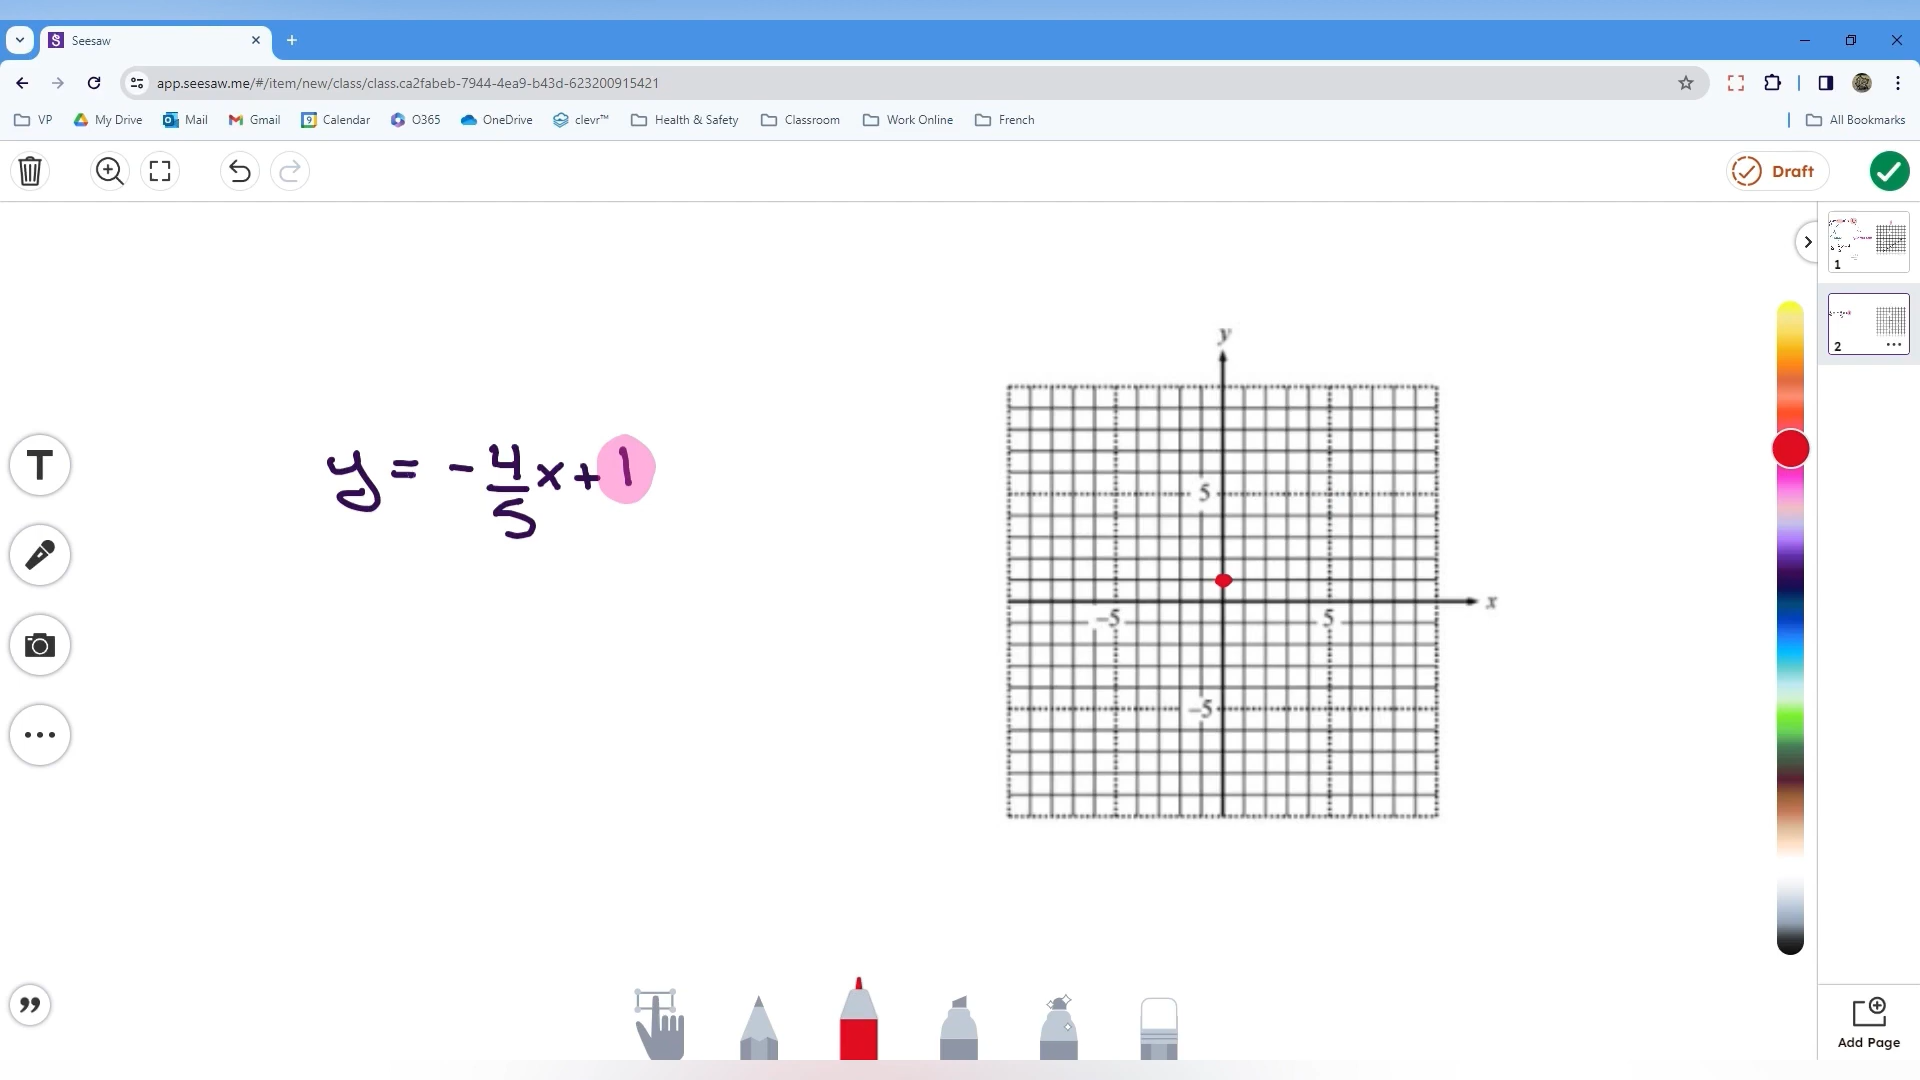 Seesaw
app.seesaw.me/#/item/new/class/class.ca2fabeb-7944-4ea9-b43d-623200915421
VP My Drive Mail Gmail Calendar O365 OneDrive clevr™ Health & Safety Classroom Work Online French All Bookmarks
Draft
1
2
y = -4/5x+1
y
5
x
-5 5
-5
T
Add Page